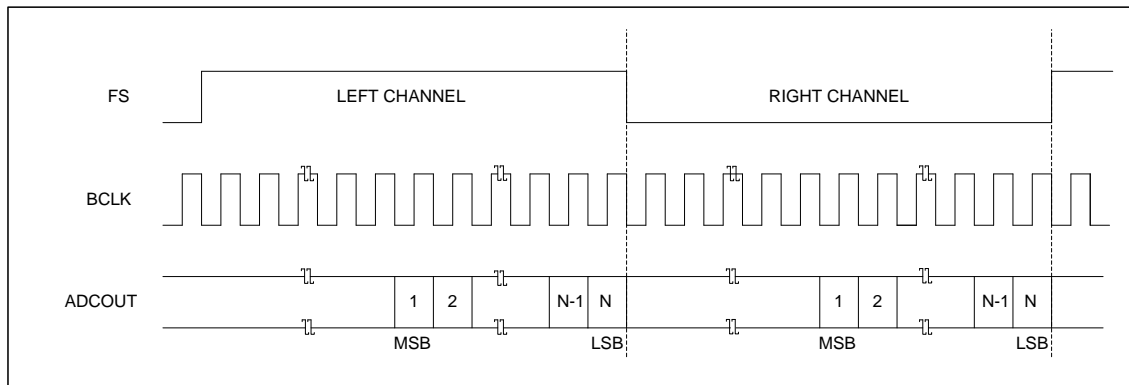 FS
LEFT CHANNEL
RIGHT CHANNEL
BCLK
ADCOUT
1
2
N-1
N
1
2
N-1
N
MSB
LSB
MSB
LSB